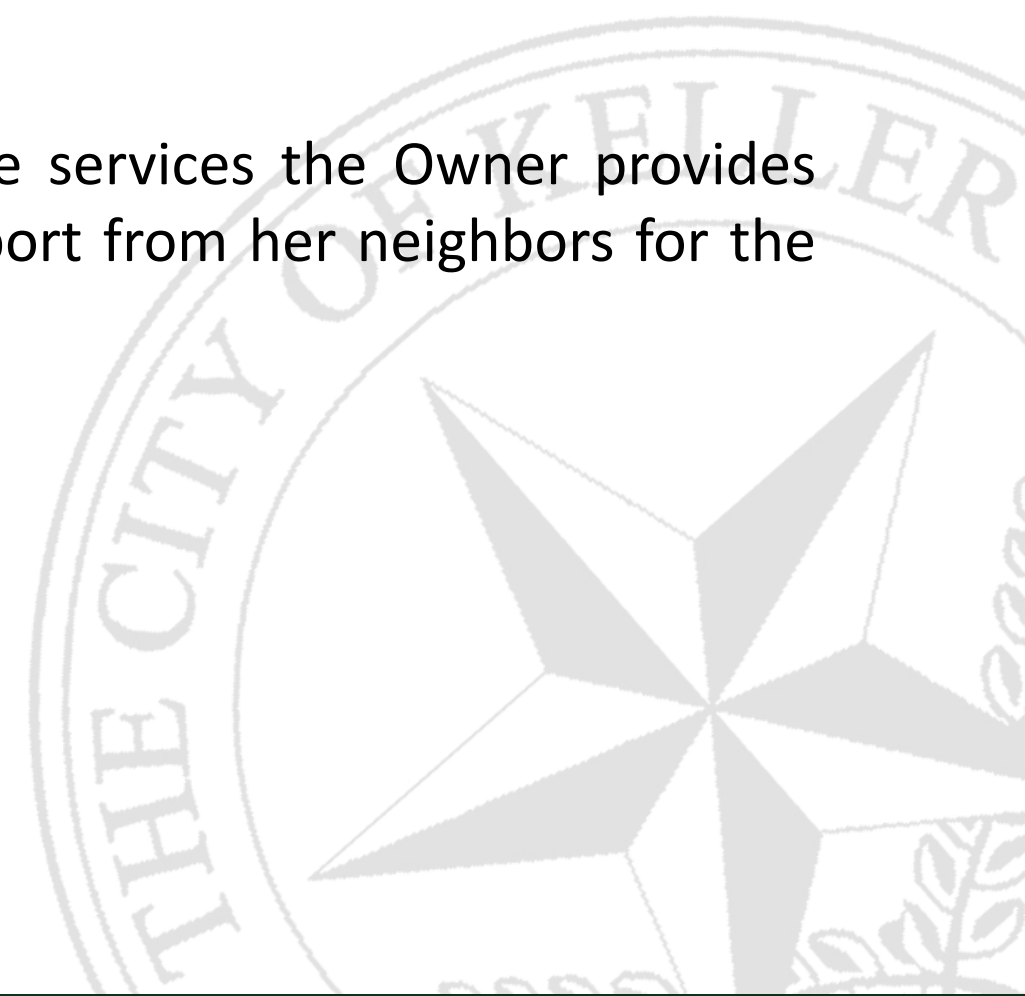 THE CITY OF KELLER
e services the Owner provides
port from her neighbors for the